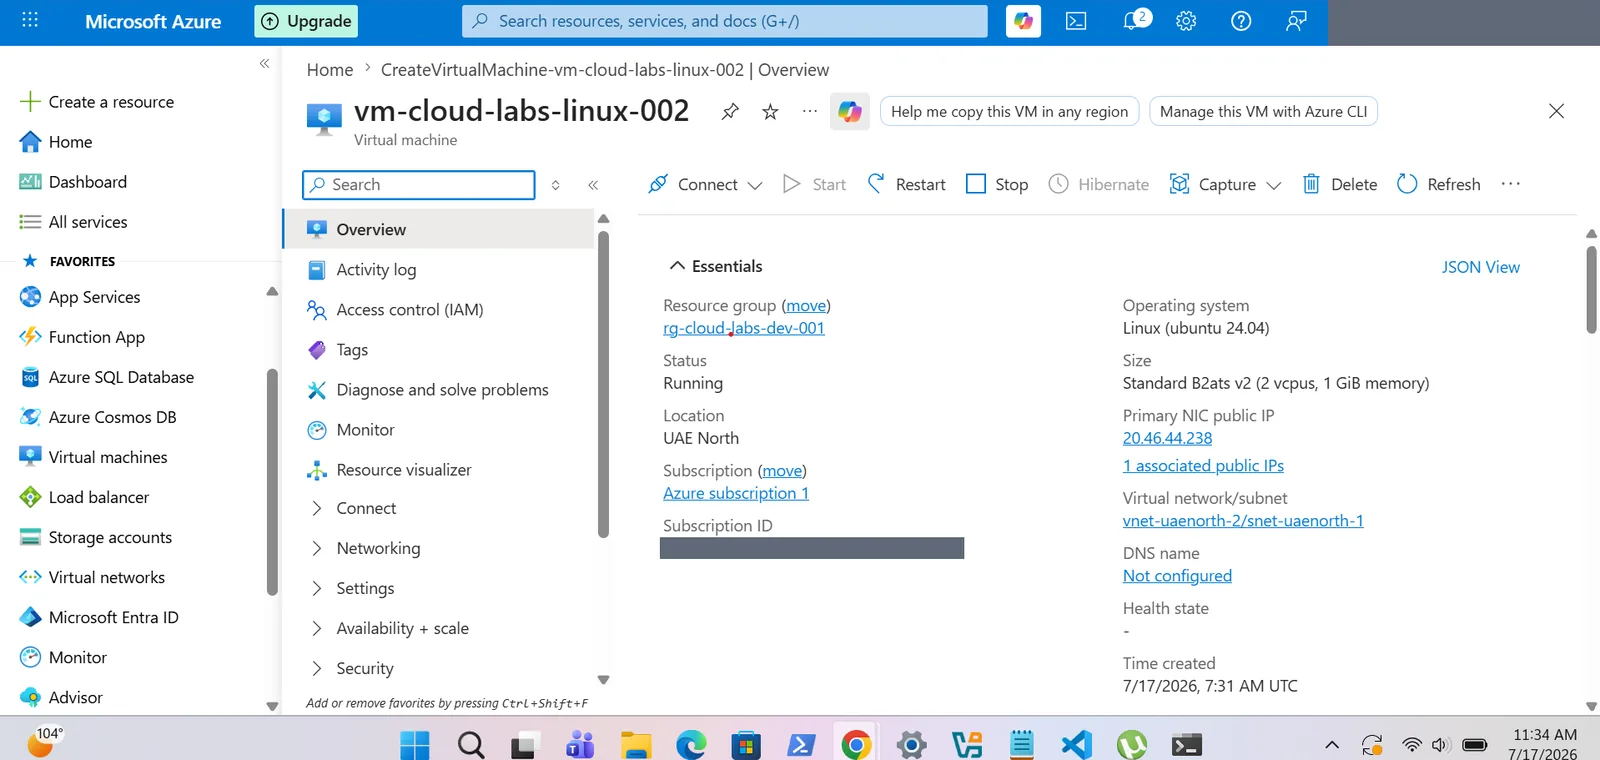 Microsoft Azure
Upgrade
Search resources, services, and docs (G+/)
2
Create a resource
Home
Dashboard
All services
FAVORITES
App Services
Function App
SQL
Azure SQL Database
Azure Cosmos DB
Virtual machines
Load balancer
Storage accounts
Virtual networks
Microsoft Entra ID
Monitor
Advisor
Home > CreateVirtualMachine-vm-cloud-labs-linux-002 | Overview
vm-cloud-labs-linux-002
Virtual machine
Help me copy this VM in any region
Manage this VM with Azure CLI
Search
Overview
Activity log
Access control (IAM)
Tags
Diagnose and solve problems
Monitor
Resource visualizer
Connect
Networking
Settings
Availability + scale
Security
Add or remove favorites by pressing Ctrl+Shift+F
Connect Start Restart Stop Hibernate Capture Delete Refresh
Essentials
JSON View
Resource group (move)
rg-cloud-labs-dev-001
Status
Running
Location
UAE North
Subscription (move)
Azure subscription 1
Subscription ID
Operating system
Linux (ubuntu 24.04)
Size
Standard B2ats v2 (2 vcpus, 1 GiB memory)
Primary NIC public IP
20.46.44.238
1 associated public IPs
Virtual network/subnet
vnet-uaenorth-2/snet-uaenorth-1
DNS name
Not configured
Health state
-
Time created
7/17/2026, 7:31 AM UTC
104°
11:34 AM
7/17/2026